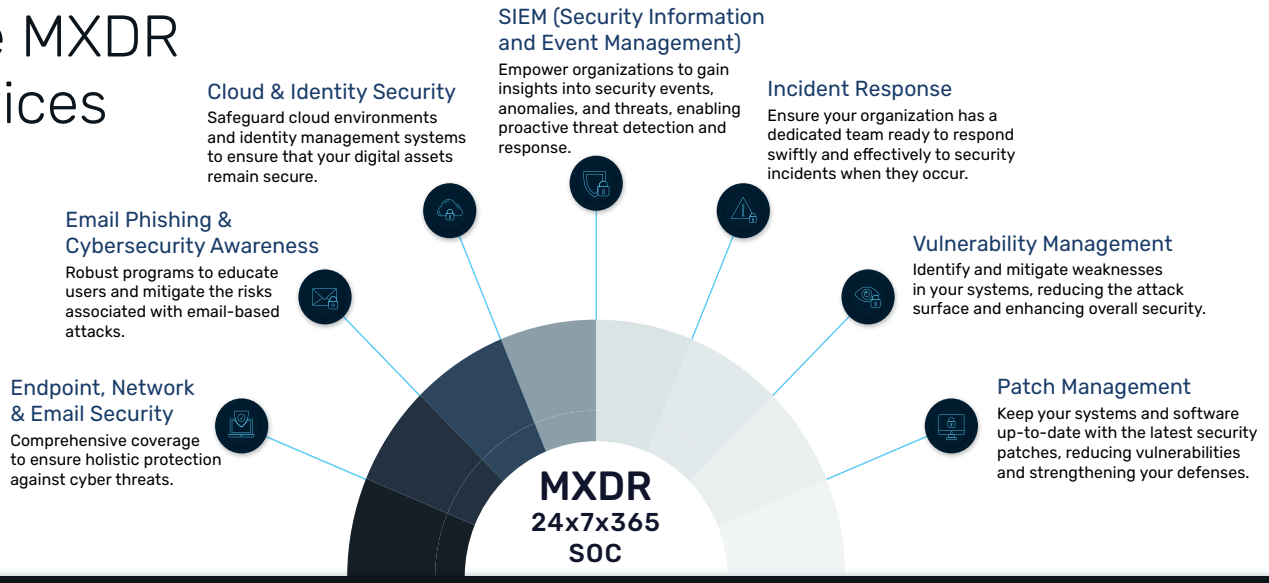 MXDR
ices
Cloud & Identity Security
Safeguard cloud environments
and identity management systems
to ensure that your digital assets
remain secure.
SIEM (Security Information
and Event Management)
Empower organizations to gain
insights into security events,
anomalies, and threats, enabling
proactive threat detection and
response.
Incident Response
Ensure your organization has a
dedicated team ready to respond
swiftly and effectively to security
incidents when they occur.
Email Phishing &
Cybersecurity Awareness
Robust programs to educate
users and mitigate the risks
associated with email-based
attacks.
Vulnerability Management
Identify and mitigate weaknesses
in your systems, reducing the attack
surface and enhancing overall security.
Endpoint, Network
& Email Security
Comprehensive coverage
to ensure holistic protection
against cyber threats.
Patch Management
Keep your systems and software
up-to-date with the latest security
patches, reducing vulnerabilities
and strengthening your defenses.
MXDR
24x7x365
SOC